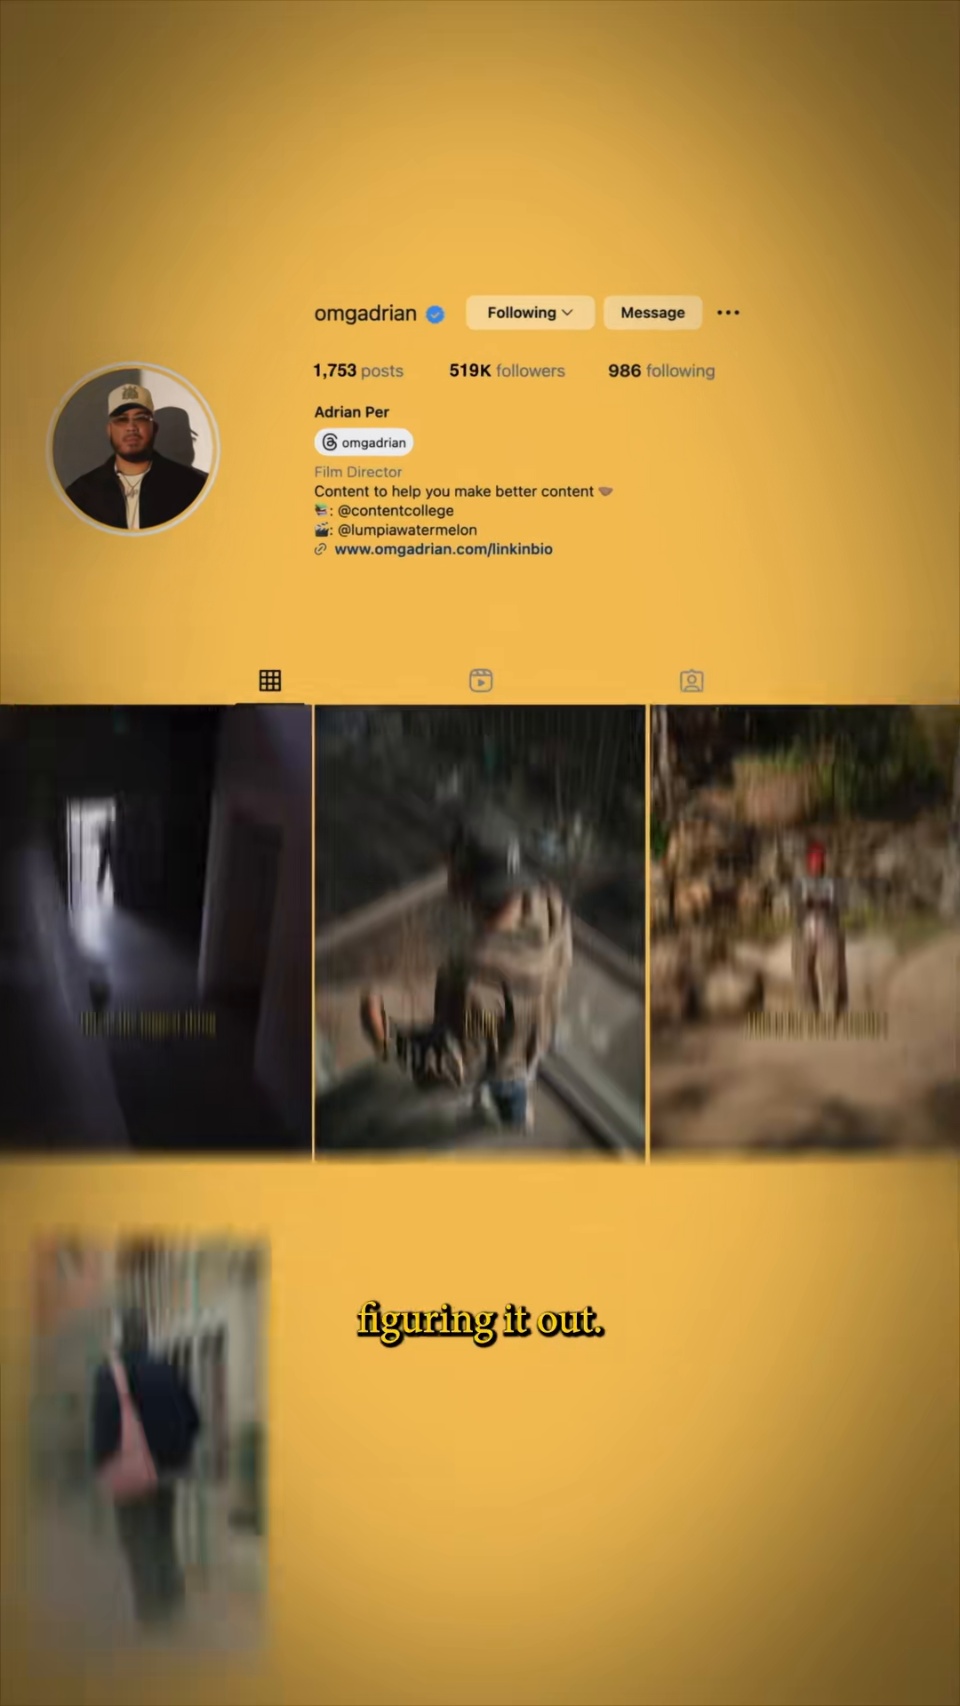 omgadrian
Following
Message
1,753 posts
519K followers
986 following
Adrian Per
omgadrian
Film Director
Content to help you make better content 🤝🏽
📚: @contentcollege
🎬: @lumpiawatermelon
www.omgadrian.com/linkinbio
figuring it out.